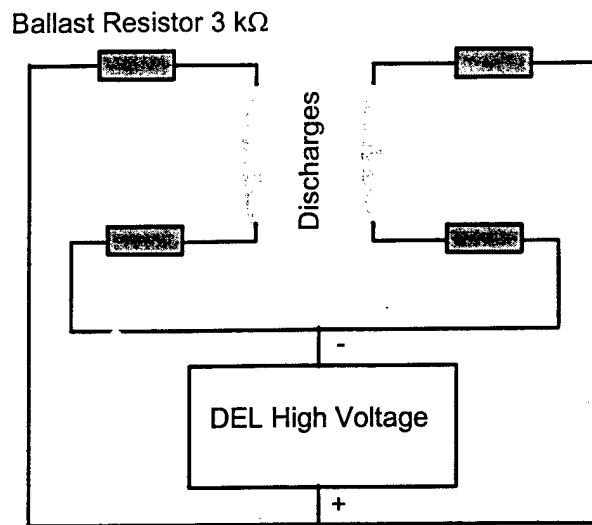 Ballast Resistor 3 kΩ
Discharges
-
DEL High Voltage
+